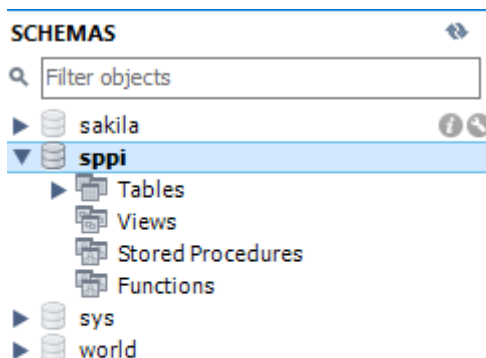 SCHEMAS
Filter objects
sakila
sppi
Tables
Views
Stored Procedures
Functions
sys
world